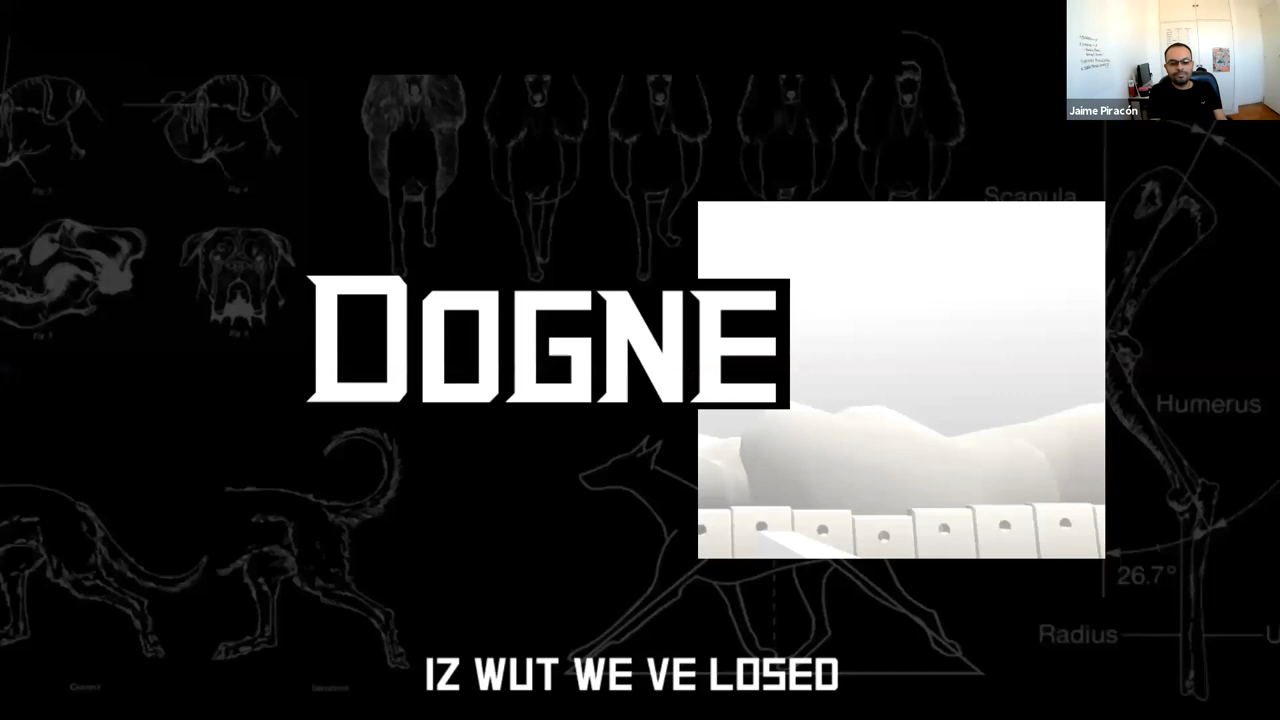 Jaime Piracón
Scapula
DOGNE
Humerus
26.7°
Radius
IZ WUT WE VE LOSED